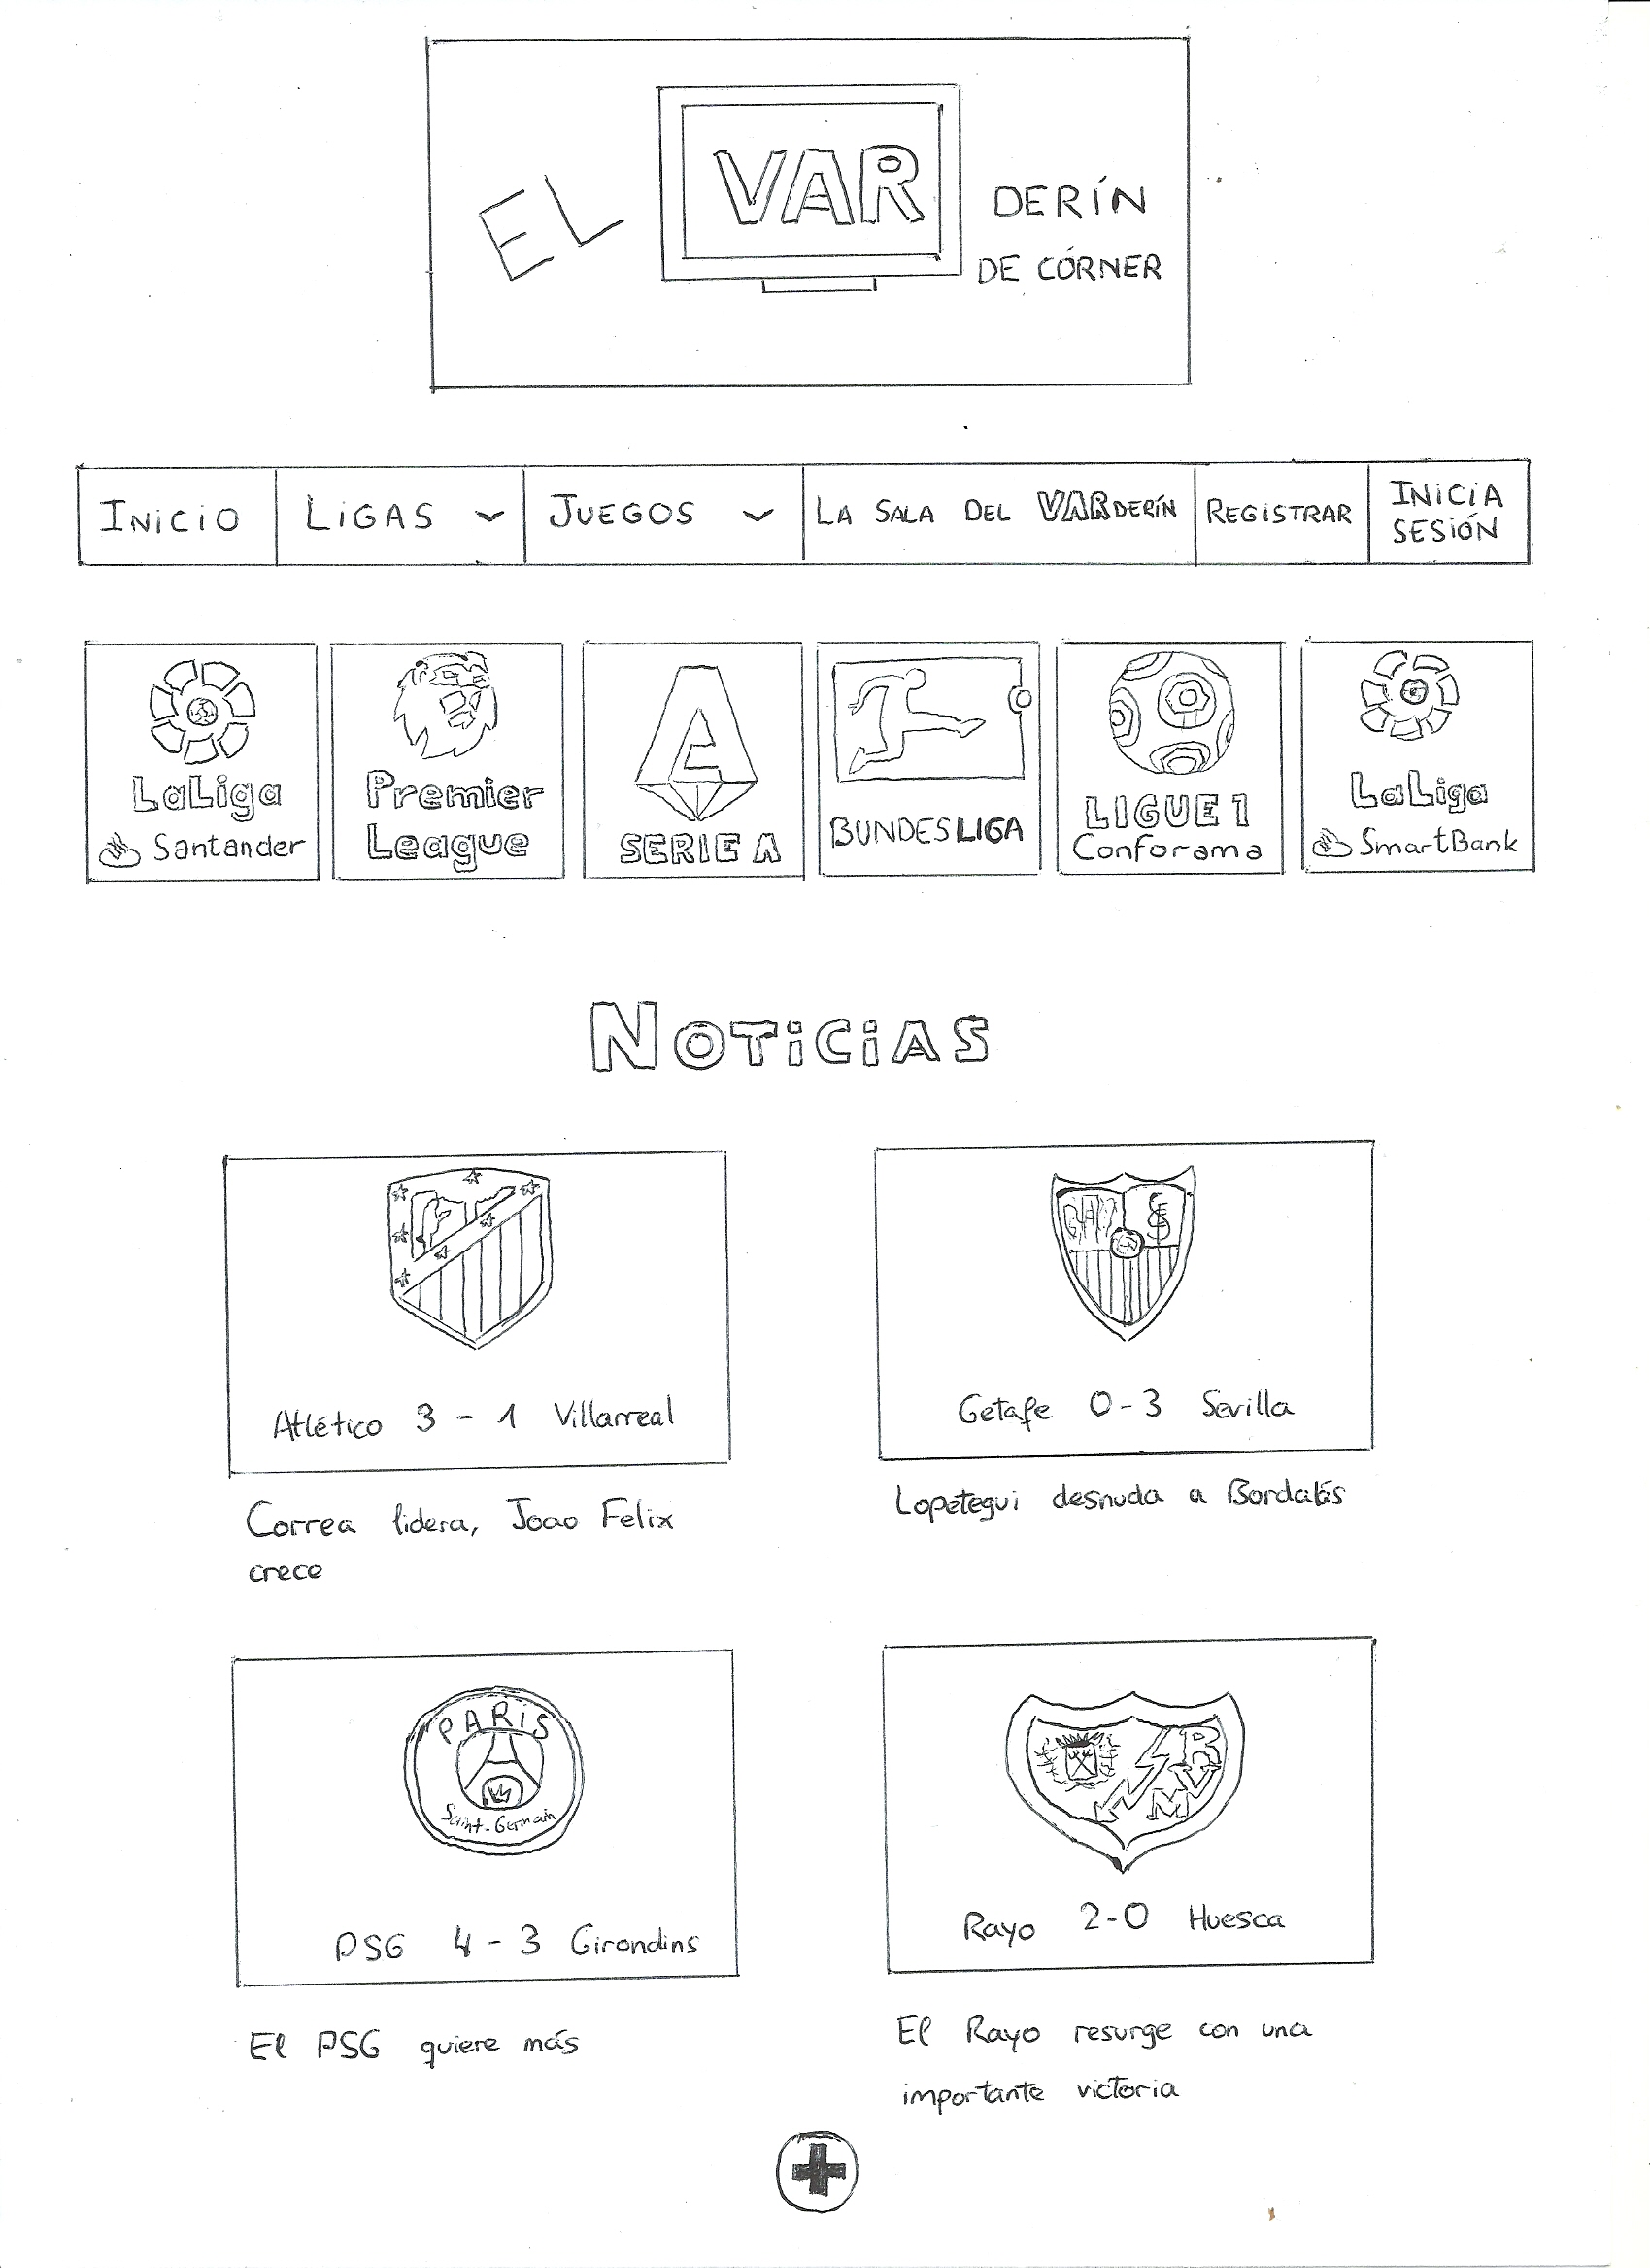 EL VAR DERÍN
DE CÓRNER
INICIO LIGAS JUEGOS LA SALA DEL VARDERÍN REGISTRAR INICIA SESIÓN
LaLiga
Santander
Premier
League
SERIE A
BUNDESLIGA
LIGUE 1
Conforama
LaLiga
SmartBank
NOTICIAS
Atlético 3 - 1 Villarreal
Correa lidera, Joao Felix
crece
Getafe 0-3 Sevilla
Lopetegui desnuda a Bordalás
PARIS
Saint-Germain
PSG 4 - 3 Girondins
El PSG quiere más
RVM
Rayo 2-0 Huesca
El Rayo resurge con una
importante victoria